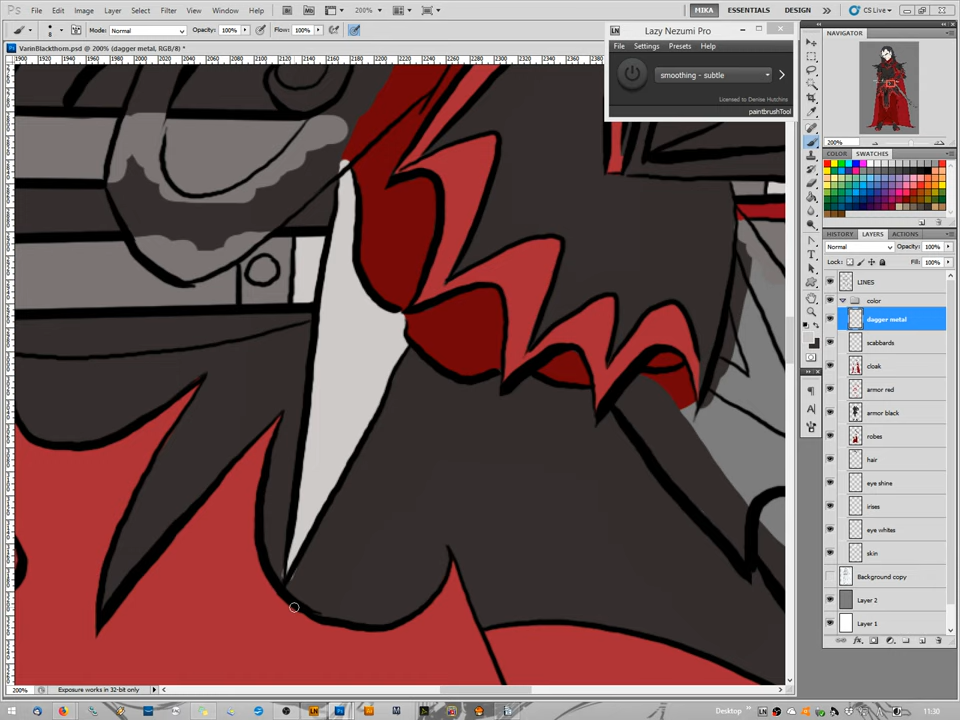 Ps File Edit Image Layer Select Filter View Window Help 200% MIKA ESSENTIALS DESIGN CS Live
8 Mode: Normal Opacity: 100% Flow: 100%
VarinBlackthorn.psd @ 200% (dagger metal, RGB/8) *
LN Lazy Nezumi Pro
File Settings Presets Help
smoothing - subtle
Licensed to Denise Hutchins
paintbrushTool
NAVIGATOR
200%
COLOR SWATCHES
HISTORY LAYERS ACTIONS
Normal Opacity: 100%
Lock: Fill: 100%
LINES
color
dagger metal
scabbards
cloak
armor red
armor black
robes
hair
eye shine
irises
eye whites
skin
Background copy
Layer 2
Layer 1
200% Exposure works in 32-bit only
Desktop 11:30